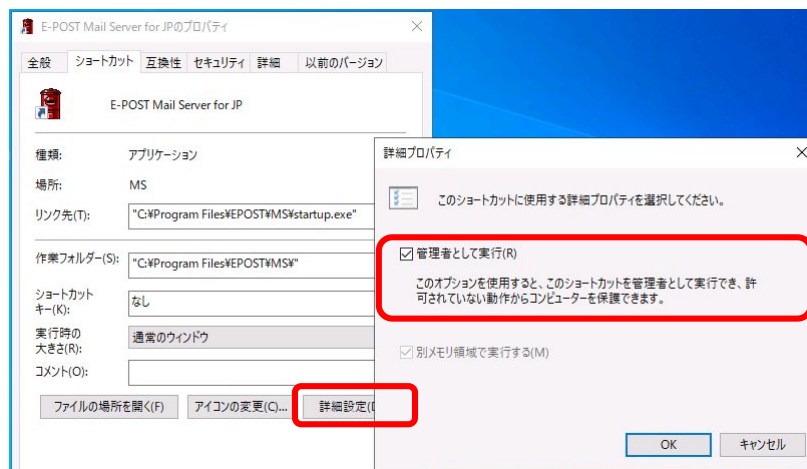 E-POST Mail Server for JPのプロパティ
全般 ショートカット 互換性 セキュリティ 詳細 以前のバージョン
E-POST Mail Server for JP
種類: アプリケーション
場所: MS
リンク先(T): "C:¥Program Files¥EPOST¥MS¥startup.exe"
作業フォルダー(S): "C:¥Program Files¥EPOST¥MS¥"
ショートカット
キー(K): なし
実行時の
大きさ(R): 通常のウィンドウ
コメント(O):
ファイルの場所を開く(F) アイコンの変更(C)... 詳細設定(
詳細プロパティ
このショートカットに使用する詳細プロパティを選択してください。
管理者として実行(R)
このオプションを使用すると、このショートカットを管理者として実行でき、許
可されていない動作からコンピューターを保護できます。
別メモリ領域で実行する(M)
OK キャンセル